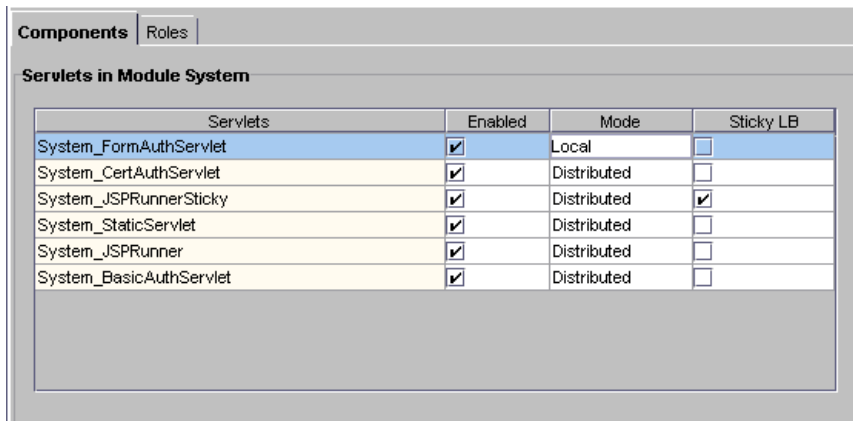 Components Roles
Servlets in Module System
Servlets Enabled Mode Sticky LB
System_FormAuthServlet Local
System_CertAuthServlet Distributed
System_JSPRunnerSticky Distributed
System_StaticServlet Distributed
System_JSPRunner Distributed
System_BasicAuthServlet Distributed